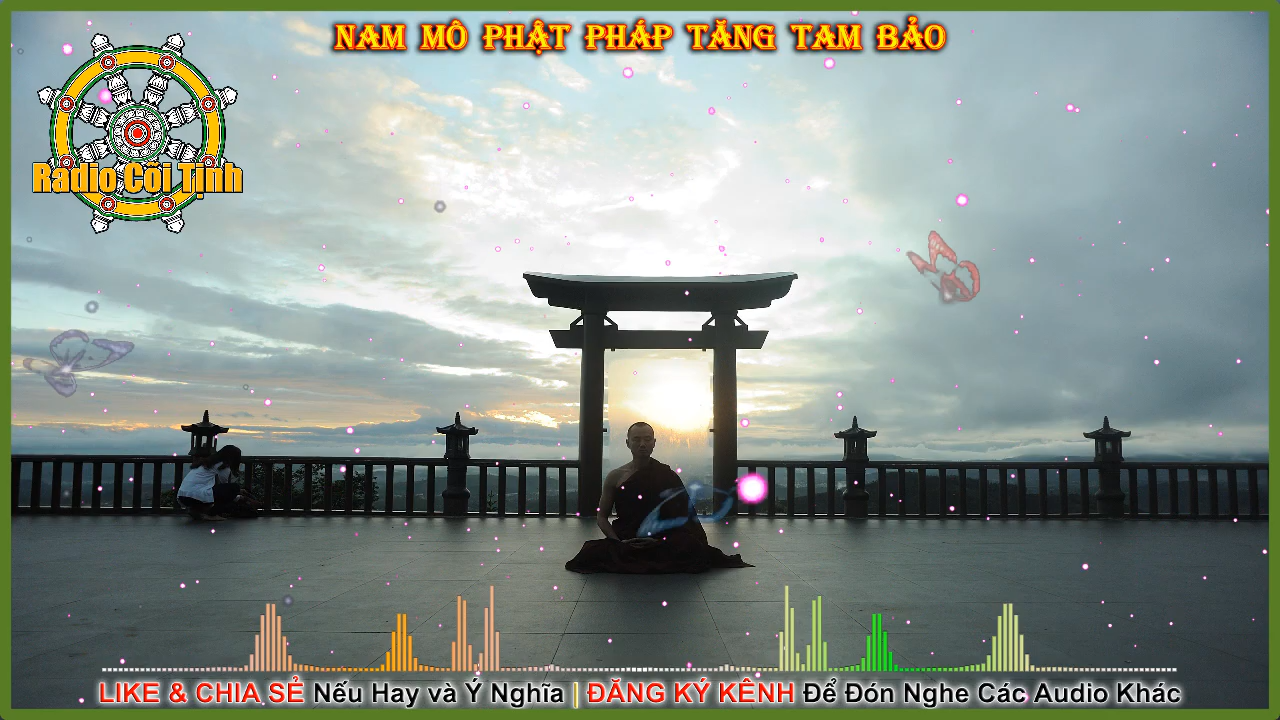 NAM MÔ PHẬT PHÁP TĂNG TAM BẢO
Radio Cõi Tịnh
LIKE & CHIA SẺ Nếu Hay và Ý Nghĩa | ĐĂNG KÝ KÊNH Để Đón Nghe Các Audio Khác